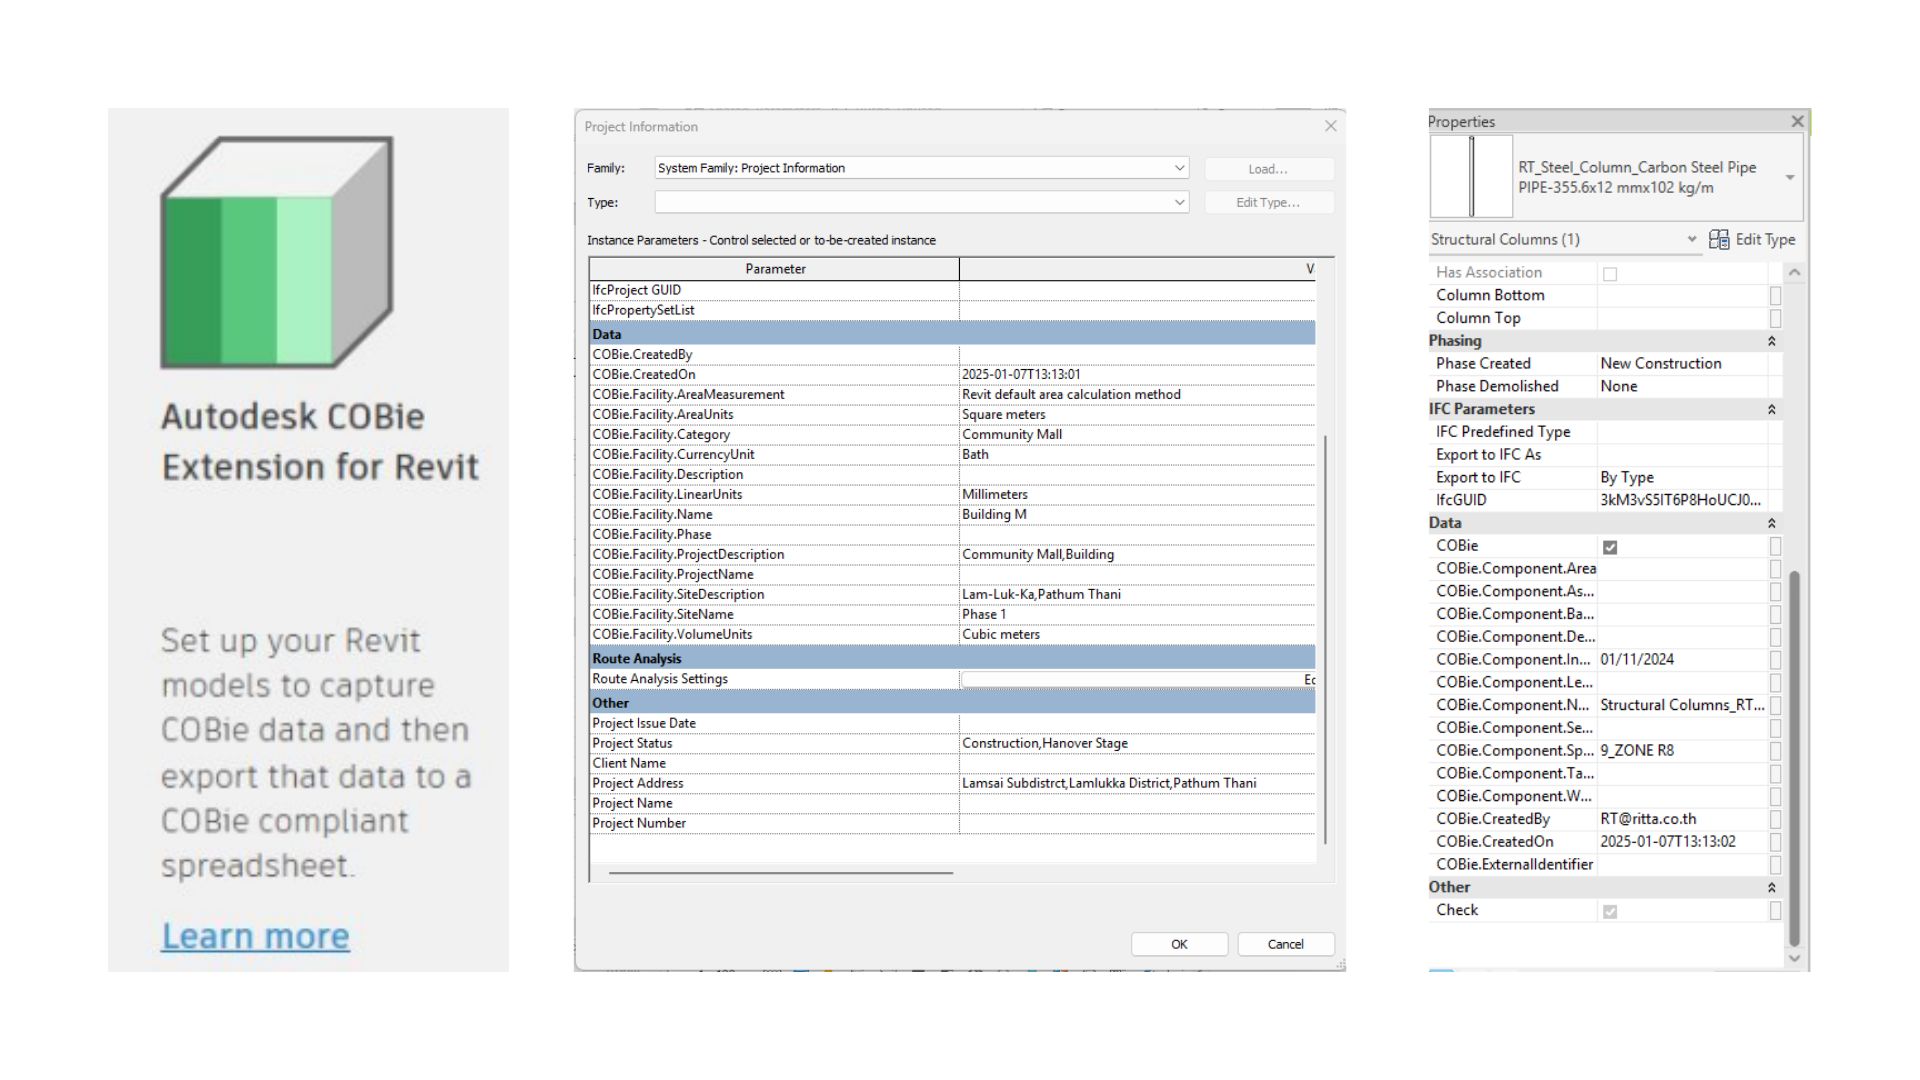 Autodesk COBie
Extension for Revit
Set up your Revit
models to capture
COBie data and then
export that data to a
COBie compliant
spreadsheet.
Learn more
Project Information
Family: System Family: Project Information Load...
Type: Edit Type...
Instance Parameters - Control selected or to-be-created instance
Parameter V
IfcProject GUID
IfcPropertySetList
Data
COBie.CreatedBy
COBie.CreatedOn 2025-01-07T13:13:01
COBie.Facility.AreaMeasurement Revit default area calculation method
COBie.Facility.AreaUnits Square meters
COBie.Facility.Category Community Mall
COBie.Facility.CurrencyUnit Bath
COBie.Facility.Description
COBie.Facility.LinearUnits Millimeters
COBie.Facility.Name Building M
COBie.Facility.Phase
COBie.Facility.ProjectDescription Community Mall,Building
COBie.Facility.ProjectName
COBie.Facility.SiteDescription Lam-Luk-Ka,Pathum Thani
COBie.Facility.SiteName Phase 1
COBie.Facility.VolumeUnits Cubic meters
Route Analysis
Route Analysis Settings
Other
Project Issue Date
Project Status Construction,Hanover Stage
Client Name
Project Address Lamsai Subdistrct,Lamlukka District,Pathum Thani
Project Name
Project Number
OK Cancel
Properties
RT_Steel_Column_Carbon Steel Pipe
PIPE-355.6x12 mmx102 kg/m
Structural Columns (1) Edit Type
Has Association
Column Bottom
Column Top
Phasing
Phase Created New Construction
Phase Demolished None
IFC Parameters
IFC Predefined Type
Export to IFC As
Export to IFC By Type
IfcGUID 3kM3vS5IT6P8HoUCJ0...
Data
COBie
COBie.Component.Area
COBie.Component.As...
COBie.Component.Ba...
COBie.Component.De...
COBie.Component.In... 01/11/2024
COBie.Component.Le...
COBie.Component.N... Structural Columns_RT...
COBie.Component.Se...
COBie.Component.Sp... 9_ZONE R8
COBie.Component.Ta...
COBie.Component.W...
COBie.CreatedBy RT@ritta.co.th
COBie.CreatedOn 2025-01-07T13:13:02
COBie.ExternalIdentifier
Other
Check